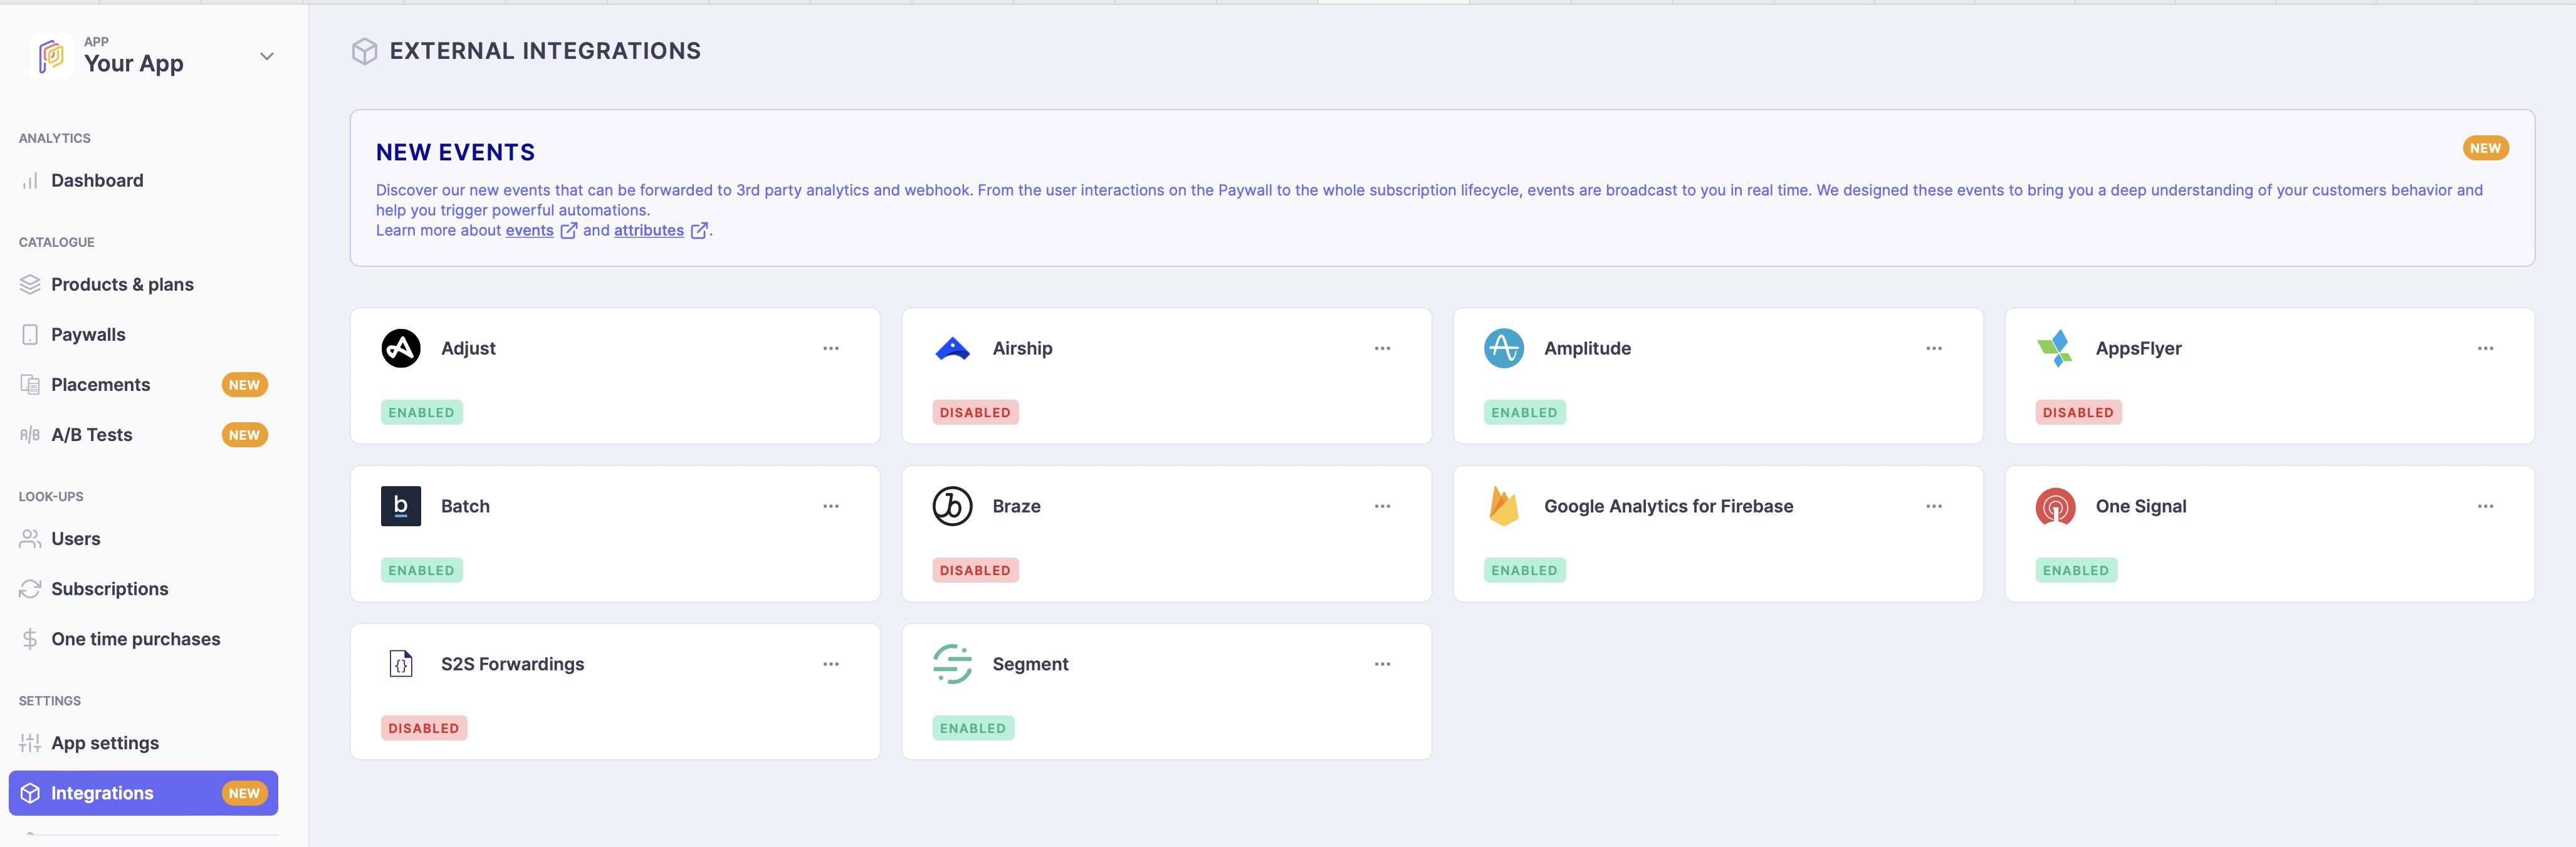 APP
Your App
ANALYTICS
Dashboard
CATALOGUE
Products & plans
Paywalls
Placements NEW
A/B Tests NEW
LOOK-UPS
Users
Subscriptions
One time purchases
SETTINGS
App settings
Integrations NEW
EXTERNAL INTEGRATIONS
NEW EVENTS
NEW
Discover our new events that can be forwarded to 3rd party analytics and webhook. From the user interactions on the Paywall to the whole subscription lifecycle, events are broadcast to you in real time. We designed these events to bring you a deep understanding of your customers behavior and
help you trigger powerful automations.
Learn more about events and attributes .
Adjust
ENABLED
Airship
DISABLED
Amplitude
ENABLED
AppsFlyer
DISABLED
Batch
ENABLED
Braze
DISABLED
Google Analytics for Firebase
ENABLED
One Signal
ENABLED
S2S Forwardings
DISABLED
Segment
ENABLED